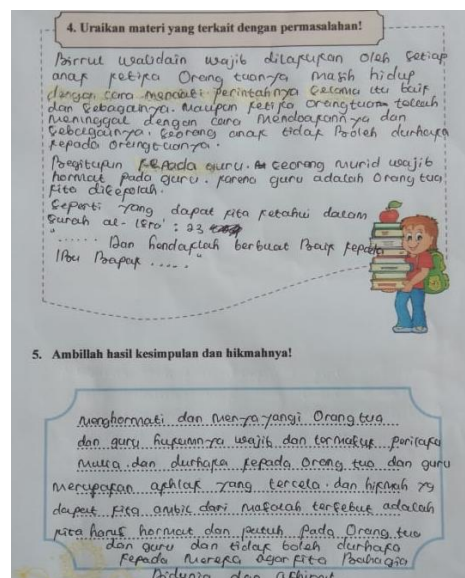 4. Uraikan materi yang terkait dengan permasalahan!
Birrul walidain wajib dilakukan oleh setiap
anak ketika orang tuanya masih hidup
dengan cara menaati perintahnya selama itu baik
dan sebagainya. Maupun ketika orangtuanya telah
meninggal dengan cara mendoakannya dan
sebagainya. seorang anak tidak boleh durhaka
kepada orangtuanya.
Begitupun kepada guru. seorang murid wajib
hormat pada guru. karena guru adalah orang tua
kita disekolah.
Seperti yang dapat kita ketahui dalam
surah al-Isra' : 23
"...... Dan hendaklah berbuat baik kepada
Ibu Bapak ....."
5. Ambillah hasil kesimpulan dan hikmahnya!
Menghormati dan menyayangi orang tua
dan guru hukumnya wajib dan termasuk perilaku
mulia. dan durhaka kepada orang tua dan guru
merupakan akhlak yang tercela. dan hikmah yg
dapat kita ambil dari masalah tersebut adalah
kita harus hormat dan patuh pada orang tua
dan guru dan tidak boleh durhaka
kepada mereka agar kita bahagia
Didunia dan akhirat